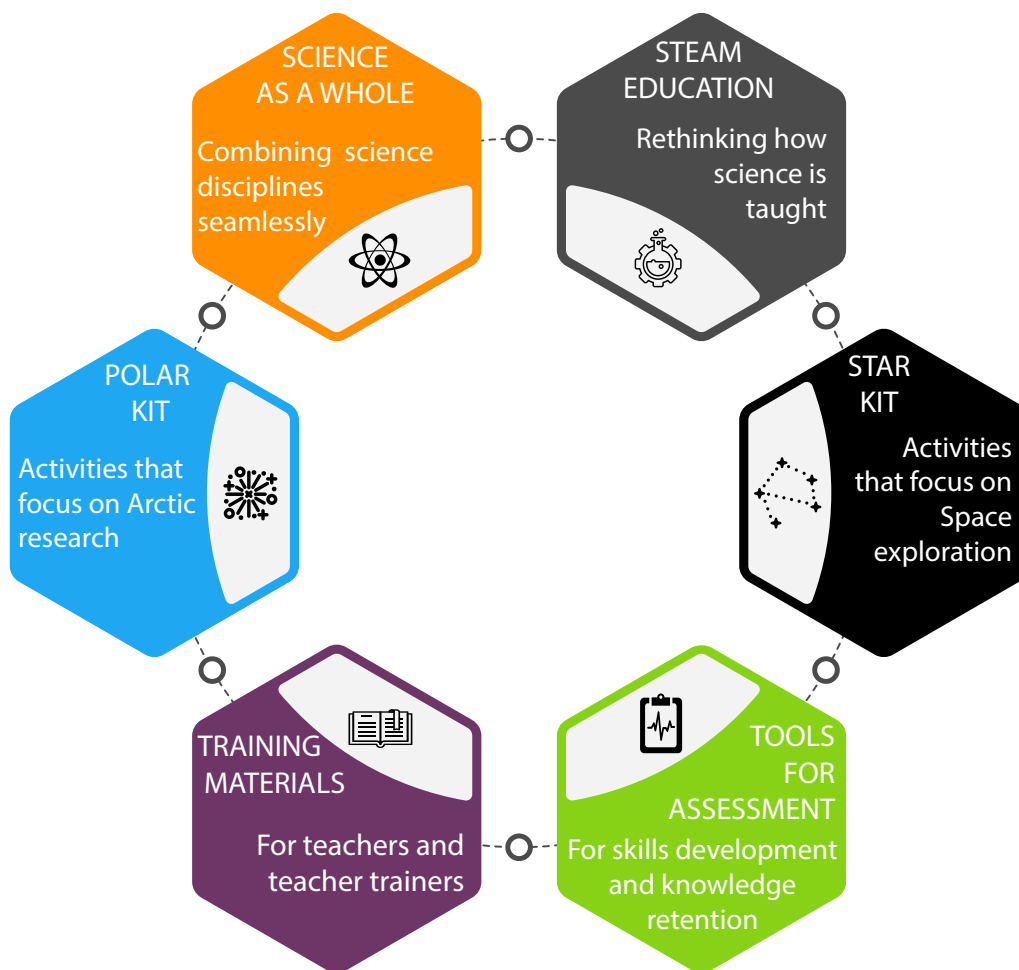 SCIENCE
AS A WHOLE
Combining science
disciplines
seamlessly
STEAM
EDUCATION
Rethinking how
science is
taught
POLAR
KIT
Activities that
focus on Arctic
research
STAR
KIT
Activities
that focus on
Space
exploration
TRAINING
MATERIALS
For teachers and
teacher trainers
TOOLS
FOR
ASSESSMENT
For skills development
and knowledge
retention